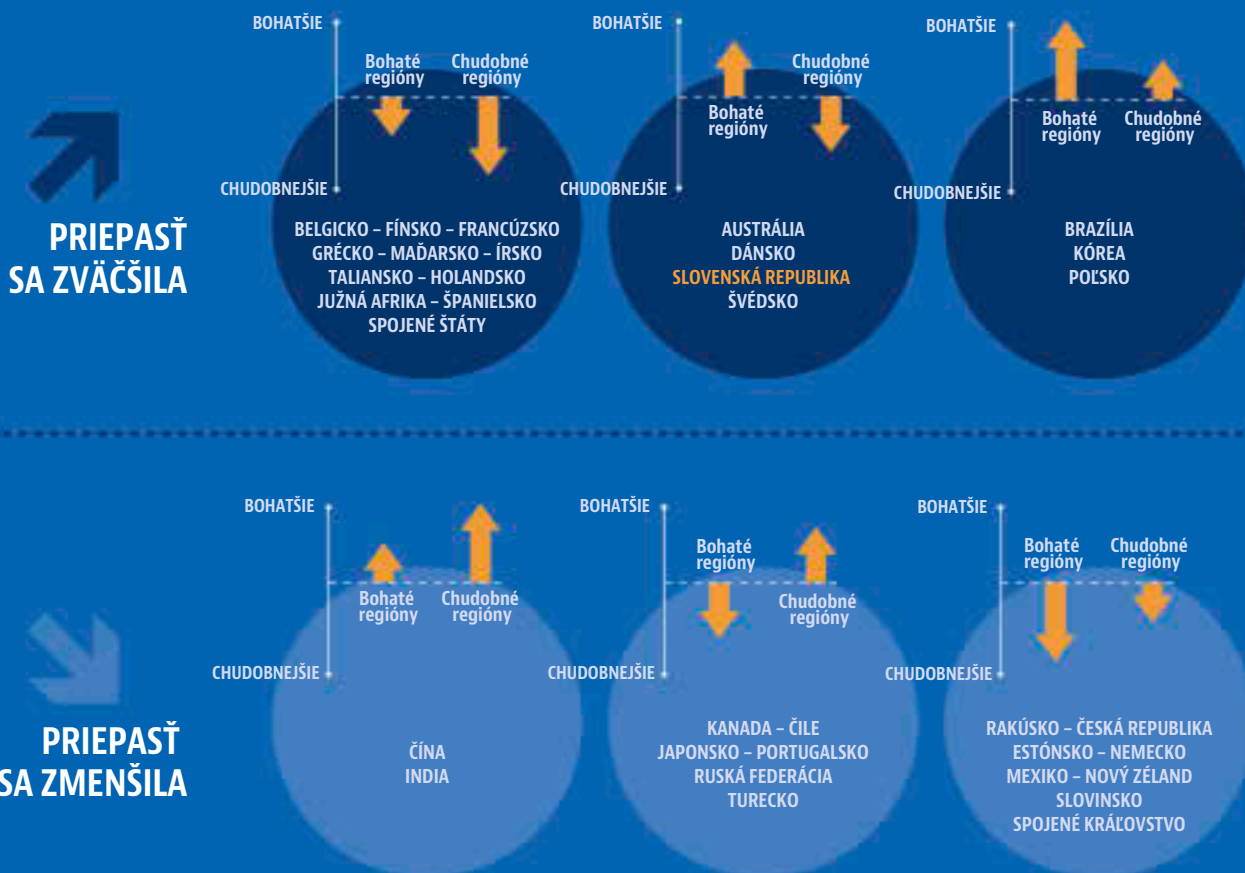 BOHATŠIE
Bohaté
regióny
Chudobné
regióny
CHUDOBNEJŠIE
BELGICKO – FÍNSKO – FRANCÚZSKO
GRÉCKO – MAĎARSKO – ÍRSKO
TALIANSKO – HOLANDSKO
JUŽNÁ AFRIKA – ŠPANIELSKO
SPOJENÉ ŠTÁTY
BOHATŠIE
Bohaté
regióny
Chudobné
regióny
CHUDOBNEJŠIE
AUSTRÁLIA
DÁNSKO
SLOVENSKÁ REPUBLIKA
ŠVÉDSKO
BOHATŠIE
Bohaté
regióny
Chudobné
regióny
CHUDOBNEJŠIE
BRAZÍLIA
KÓREA
POĽSKO
PRIEPASŤ
SA ZVÄČŠILA
BOHATŠIE
Bohaté
regióny
Chudobné
regióny
CHUDOBNEJŠIE
ČÍNA
INDIA
BOHATŠIE
Bohaté
regióny
Chudobné
regióny
CHUDOBNEJŠIE
KANADA – ČILE
JAPONSKO – PORTUGALSKO
RUSKÁ FEDERÁCIA
TURECKO
BOHATŠIE
Bohaté
regióny
Chudobné
regióny
CHUDOBNEJŠIE
RAKÚSKO – ČESKÁ REPUBLIKA
ESTÓNSKO – NEMECKO
MEXIKO – NOVÝ ZÉLAND
SLOVINSKO
SPOJENÉ KRÁĽOVSTVO
PRIEPASŤ
SA ZMENŠILA